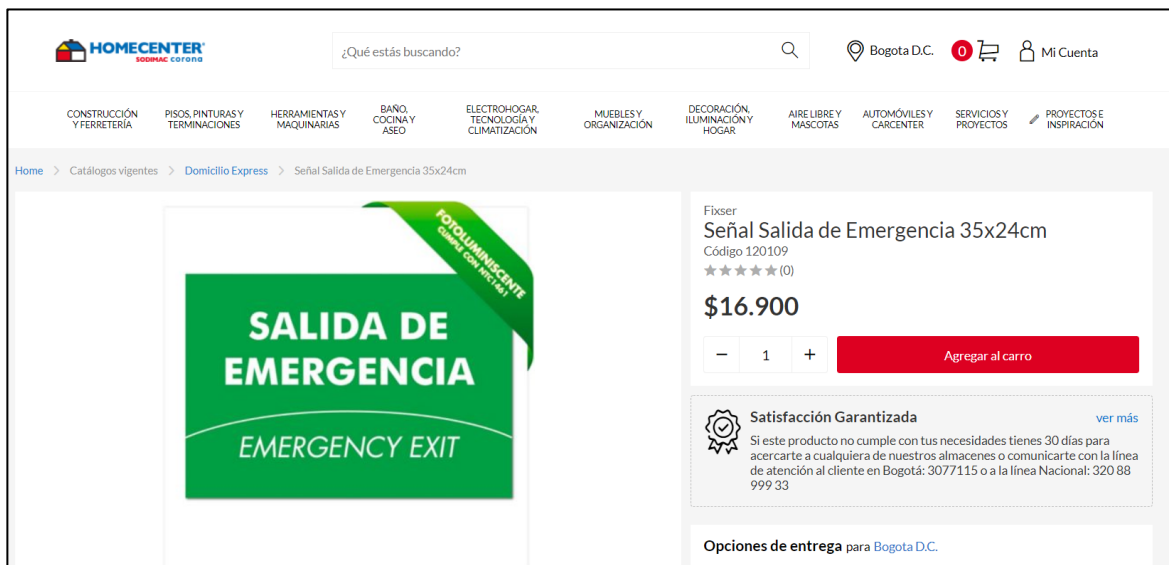 HOMECENTER
SODIMAC corona
¿Qué estás buscando?
Bogota D.C.
0
Mi Cuenta
CONSTRUCCIÓN
Y FERRETERÍA
PISOS, PINTURAS Y
TERMINACIONES
HERRAMIENTAS Y
MAQUINARIAS
BAÑO,
COCINA Y
ASEO
ELECTROHOGAR,
TECNOLOGÍA Y
CLIMATIZACIÓN
MUEBLES Y
ORGANIZACIÓN
DECORACIÓN,
ILUMINACIÓN Y
HOGAR
AIRE LIBRE Y
MASCOTAS
AUTOMÓVILES Y
CARCENTER
SERVICIOS Y
PROYECTOS
PROYECTOS E
INSPIRACIÓN
Home > Catálogos vigentes > Domicilio Express > Señal Salida de Emergencia 35x24cm
FOTOLUMINISCENTE
CUMPLE CON NTC1461
SALIDA DE
EMERGENCIA
EMERGENCY EXIT
Fixser
Señal Salida de Emergencia 35x24cm
Código 120109
(0)
$16.900
− 1 +
Agregar al carro
Satisfacción Garantizada
ver más
Si este producto no cumple con tus necesidades tienes 30 días para
acercarte a cualquiera de nuestros almacenes o comunicarte con la línea
de atención al cliente en Bogotá: 3077115 o a la línea Nacional: 320 88
999 33
Opciones de entrega para Bogota D.C.